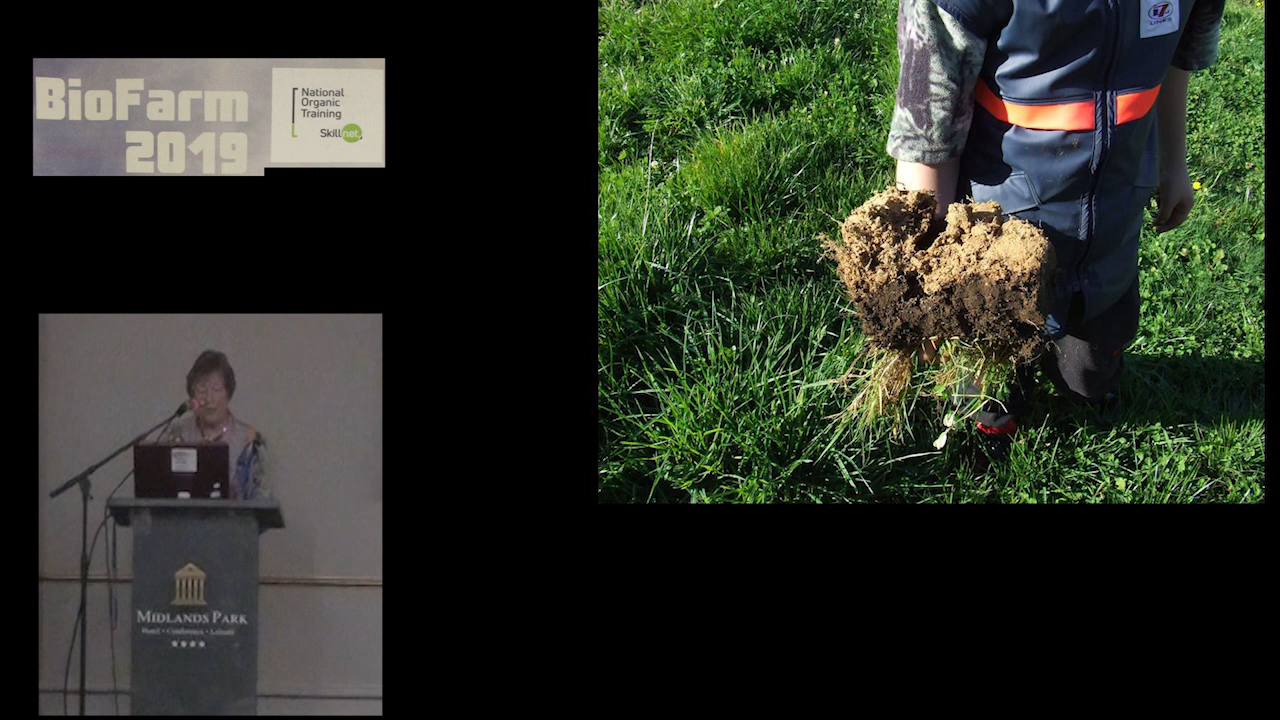 BioFarm
2019
National
Organic
Training
Skillnet
MIDLANDS PARK
Hotel • Conference • Leisure